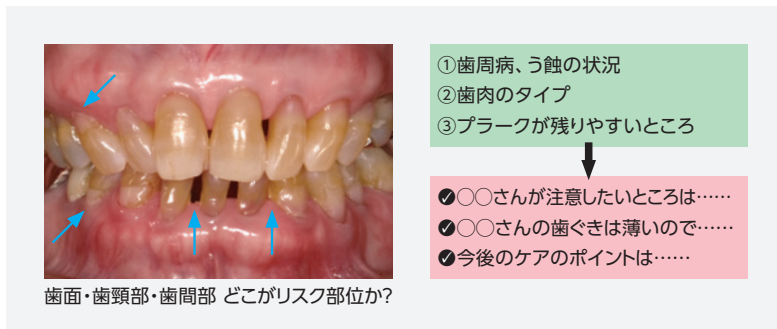 ①歯周病、う蝕の状況
②歯肉のタイプ
③プラークが残りやすいところ
✓○○さんが注意したいところは……
✓○○さんの歯ぐきは薄いので……
✓今後のケアのポイントは……
歯面・歯頸部・歯間部 どこがリスク部位か?